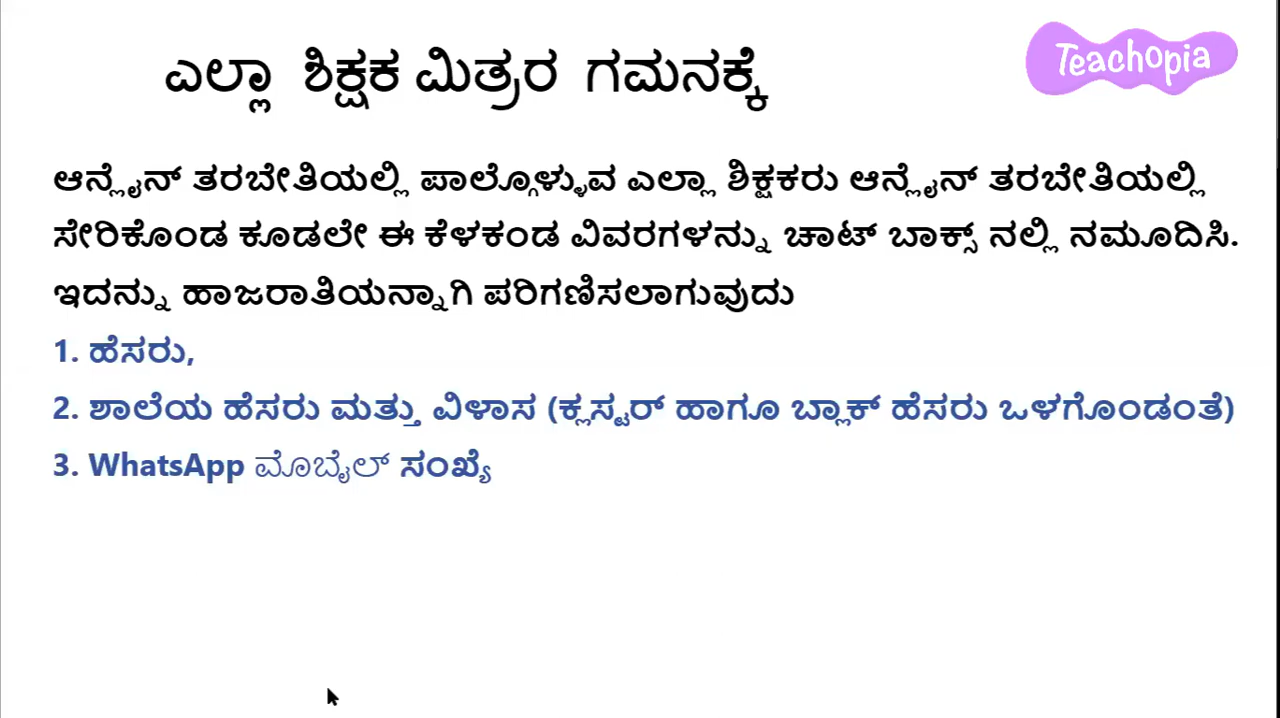 ಎಲ್ಲಾ ಶಿಕ್ಷಕ ಮಿತ್ರರ ಗಮನಕ್ಕೆ
Teachopia
ಆನ್ಲೈನ್ ತರಬೇತಿಯಲ್ಲಿ ಪಾಲ್ಗೊಳ್ಳುವ ಎಲ್ಲಾ ಶಿಕ್ಷಕರು ಆನ್ಲೈನ್ ತರಬೇತಿಯಲ್ಲಿ
ಸೇರಿಕೊಂಡ ಕೂಡಲೇ ಈ ಕೆಳಕಂಡ ವಿವರಗಳನ್ನು ಚಾಟ್ ಬಾಕ್ಸ್ ನಲ್ಲಿ ನಮೂದಿಸಿ.
ಇದನ್ನು ಹಾಜರಾತಿಯನ್ನಾಗಿ ಪರಿಗಣಿಸಲಾಗುವುದು
1. ಹೆಸರು,
2. ಶಾಲೆಯ ಹೆಸರು ಮತ್ತು ವಿಳಾಸ (ಕ್ಲಸ್ಟರ್ ಹಾಗೂ ಬ್ಲಾಕ್ ಹೆಸರು ಒಳಗೊಂಡಂತೆ)
3. WhatsApp ಮೊಬೈಲ್ ಸಂಖ್ಯೆ